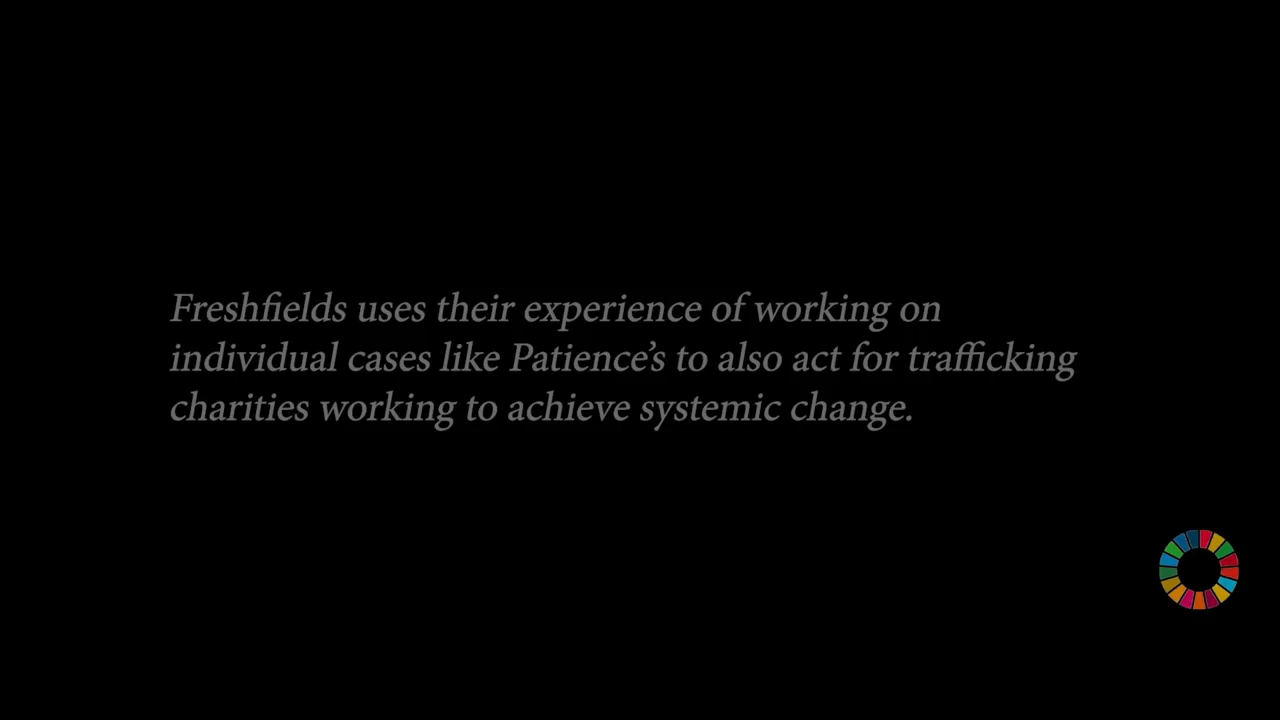 Freshfields uses their experience of working on
individual cases like Patience’s to also act for trafficking
charities working to achieve systemic change.